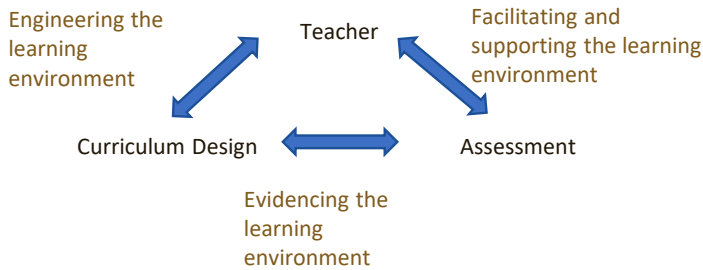 Engineering the
learning
environment
Teacher
Facilitating and
supporting the learning
environment
Curriculum Design
Assessment
Evidencing the
learning
environment